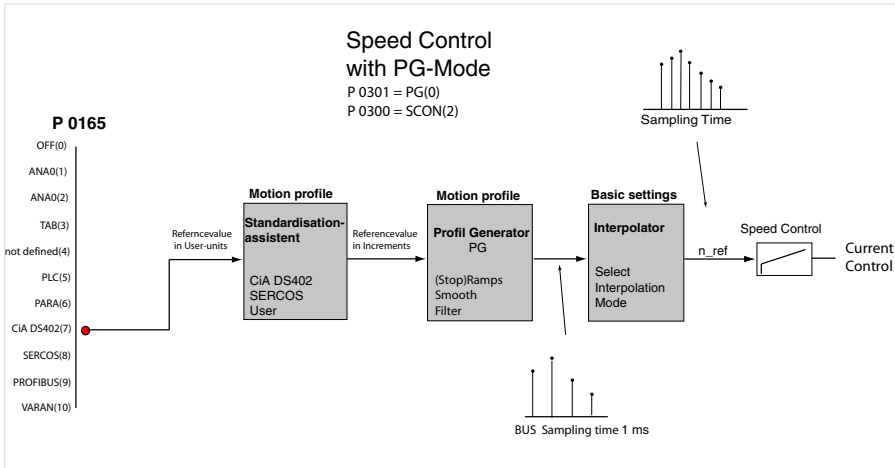 Speed Control
with PG-Mode
P 0301 = PG(0)
P 0300 = SCON(2)
Sampling Time
P 0165
OFF(0)
ANA0(1)
ANA0(2)
TAB(3)
not defined(4)
PLC(5)
PARA(6)
CiA DS402(7)
SERCOS(8)
PROFIBUS(9)
VARAN(10)
Referncevalue
in User-units
Motion profile
Standardisation-
assistent
CiA DS402
SERCOS
User
Referencevalue
in Increments
Motion profile
Profil Generator
PG
(Stop)Ramps
Smooth
Filter
BUS Sampling time 1 ms
Basic settings
Interpolator
Select
Interpolation
Mode
n_ref
Speed Control
Current
Control